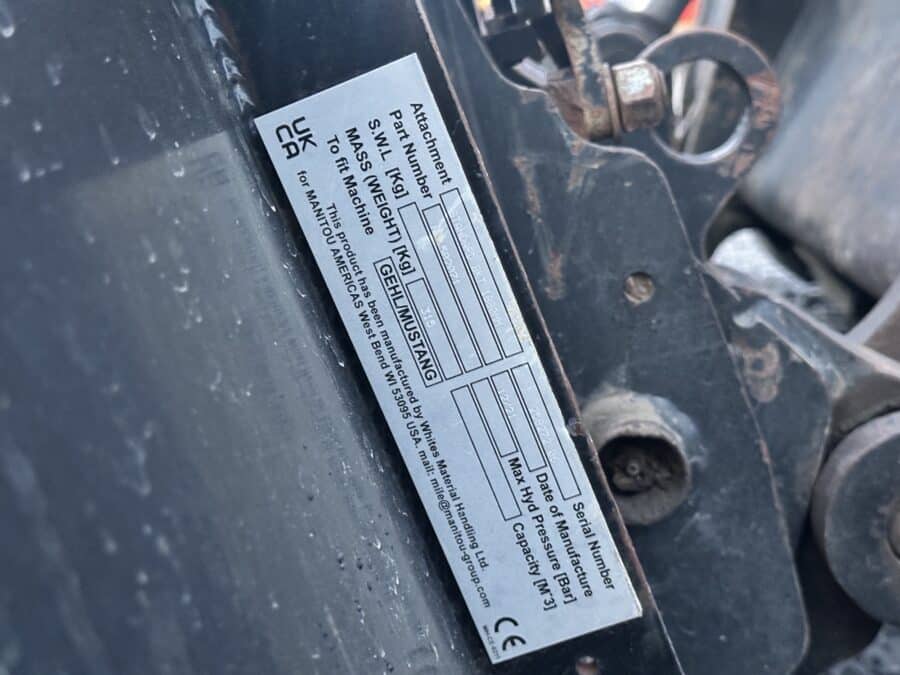 Attachment
Part Number
S.W.L [Kg]
MASS (WEIGHT) [Kg] 315
To fit Machine GEHL/MUSTANG
Serial Number
Date of Manufacture
Max Hyd Pressure [Bar]
Capacity [M^3]
UK
CA
This product has been manufactured by Whites Material Handling Ltd.
for MANITOU AMERICAS West Bend WI 53095 USA. mail: mile@manitou-group.com
CE